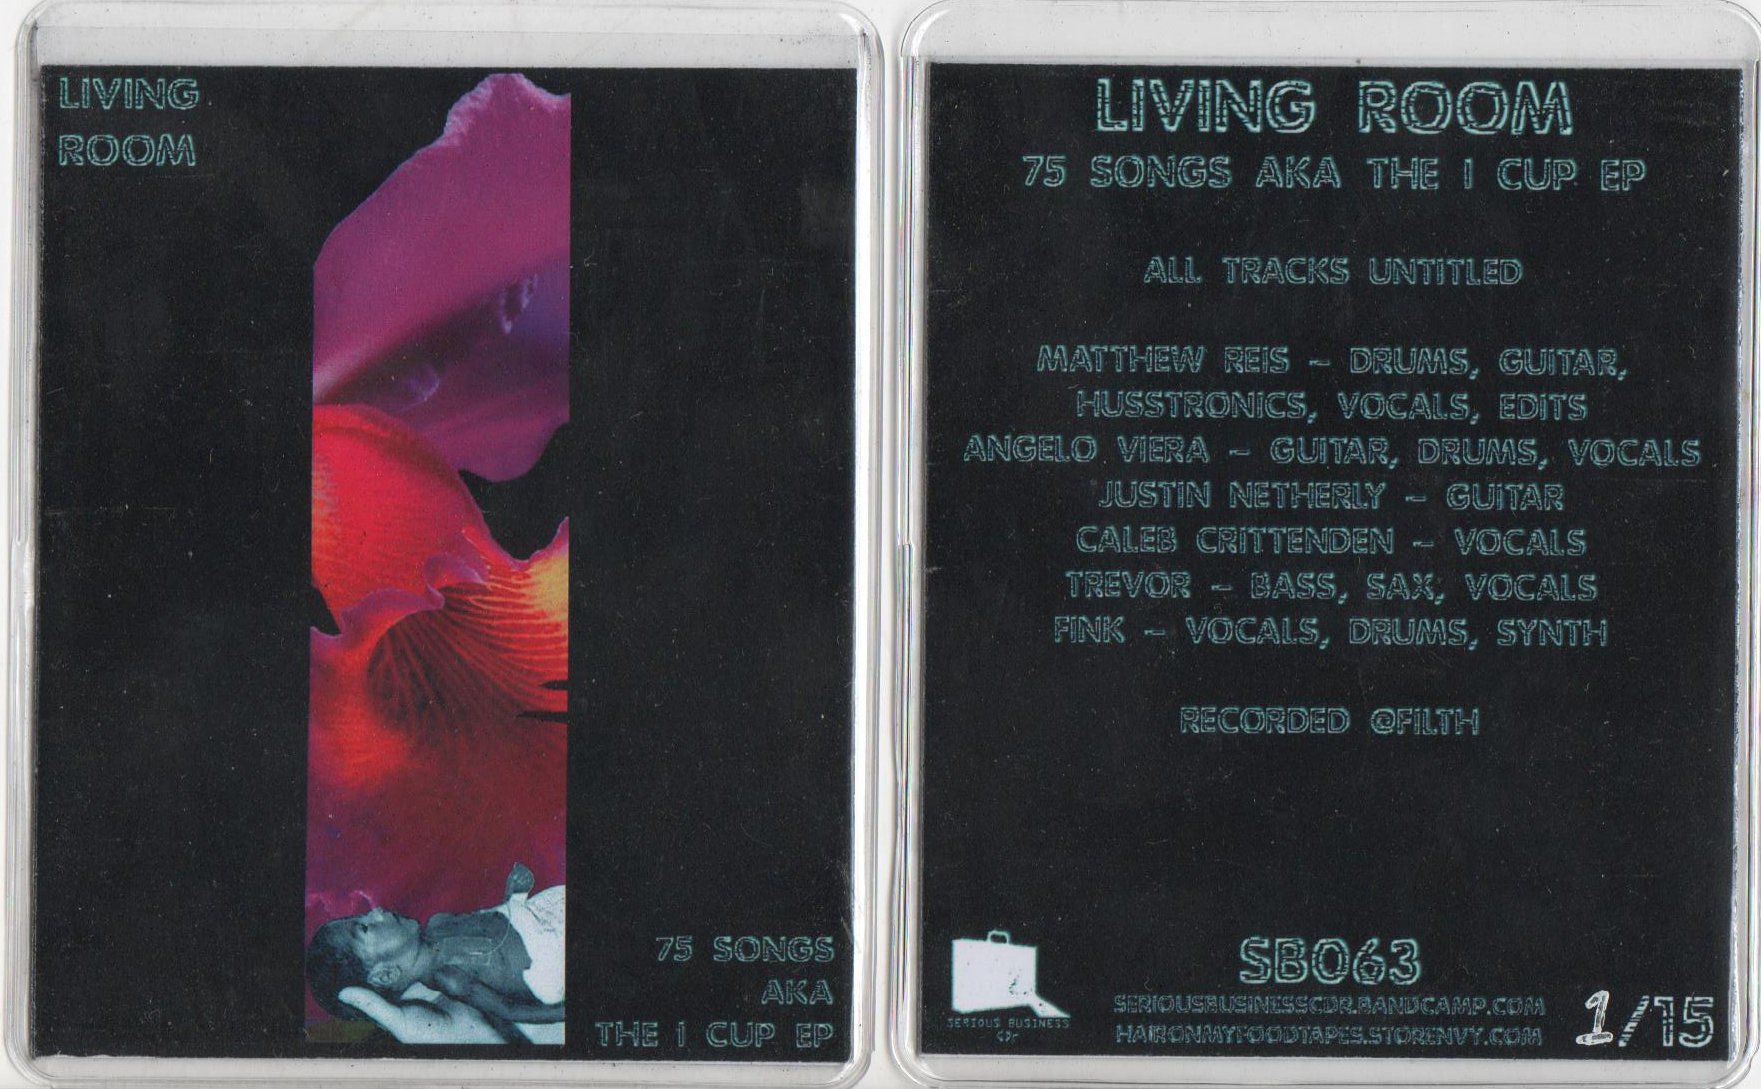 LIVING
ROOM
75 SONGS
AKA
THE I CUP EP
LIVING ROOM
75 SONGS AKA THE I CUP EP
ALL TRACKS UNTITLED
MATTHEW REIS - DRUMS, GUITAR,
HUSSTRONICS, VOCALS, EDITS
ANGELO VIERA - GUITAR, DRUMS, VOCALS
JUSTIN NETHERLY - GUITAR
CALEB CRITTENDEN - VOCALS
TREVOR - BASS, SAX, VOCALS
FINK - VOCALS, DRUMS, SYNTH
RECORDED @FILTH
SERIOUS BUSINESS
CDr
SB063
SERIOUSBUSINESSCDR.BANDCAMP.COM
HAIRONMYFOODTAPES.STORENVY.COM
1/15